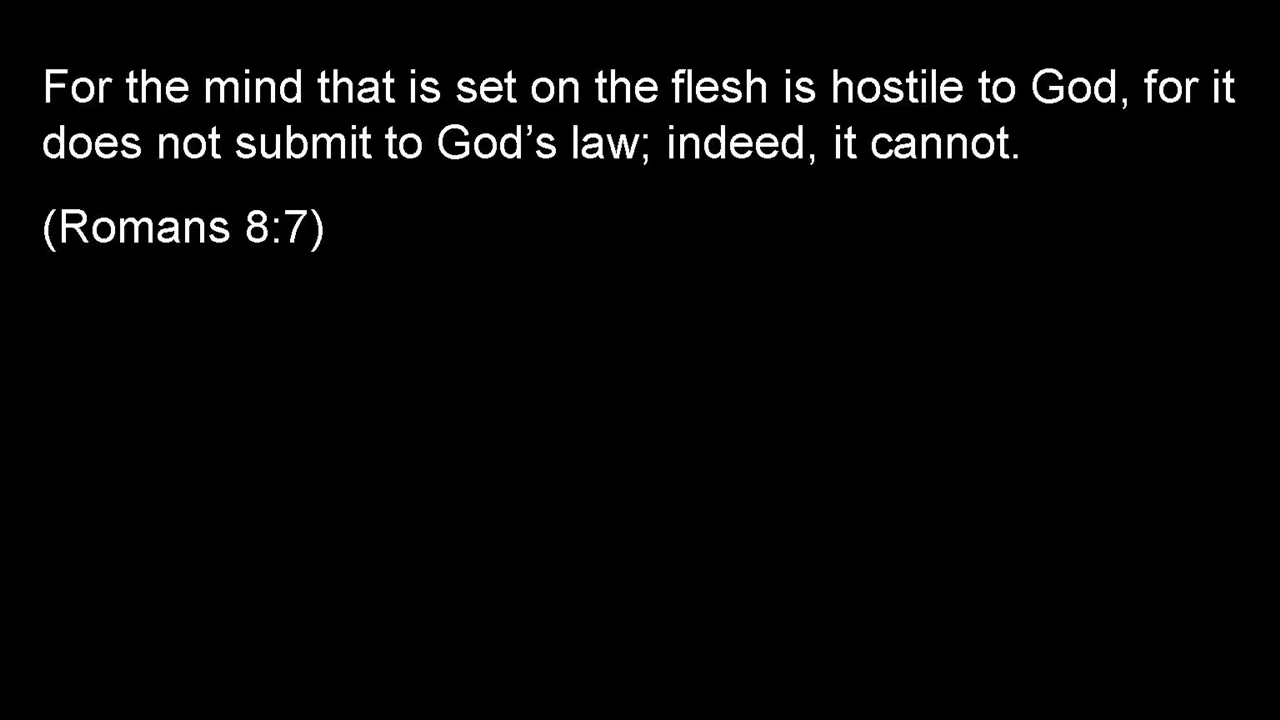 For the mind that is set on the flesh is hostile to God, for it
does not submit to God’s law; indeed, it cannot.
(Romans 8:7)